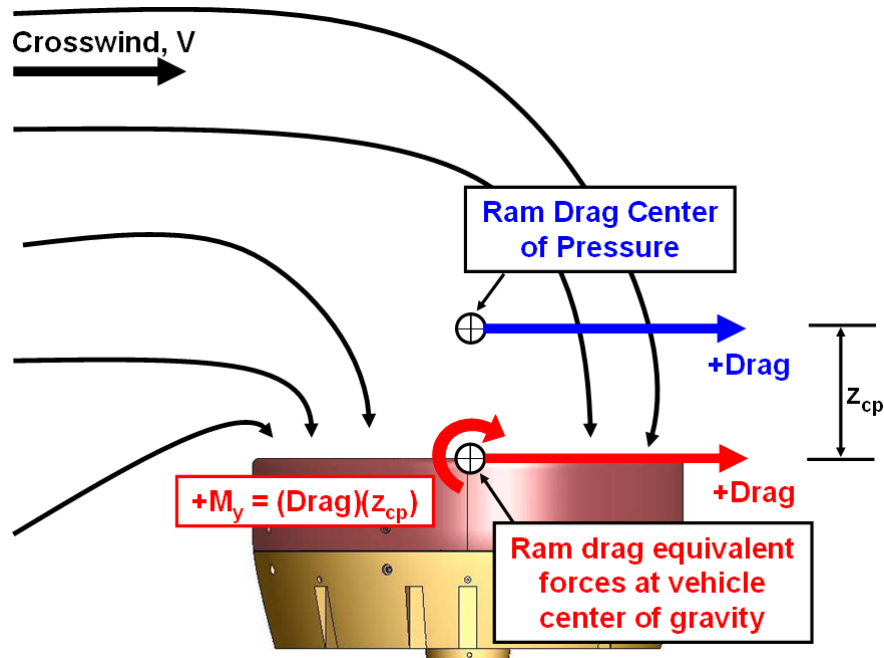 Crosswind, V
Ram Drag Center
of Pressure
+Drag
z_cp
+M_y = (Drag)(z_cp)
+Drag
Ram drag equivalent
forces at vehicle
center of gravity